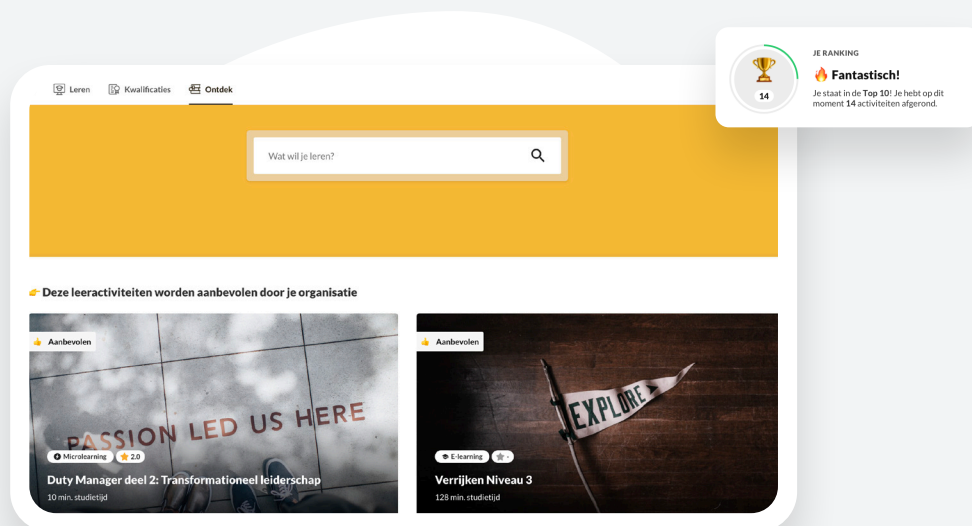 Leren
Kwalificaties
Ontdek
JE RANKING
🔥 Fantastisch!
Je staat in de Top 10! Je hebt op dit
moment 14 activiteiten afgerond.
14
Wat wil je leren?
👉 Deze leeractiviteiten worden aanbevolen door je organisatie
👍 Aanbevolen
PASSION LED US HERE
Microlearning ⭐ 2.0
Duty Manager deel 2: Transformationeel leiderschap
10 min. studietijd
👍 Aanbevolen
EXPLORE
E-learning ⭐ -
Verrijken Niveau 3
128 min. studietijd